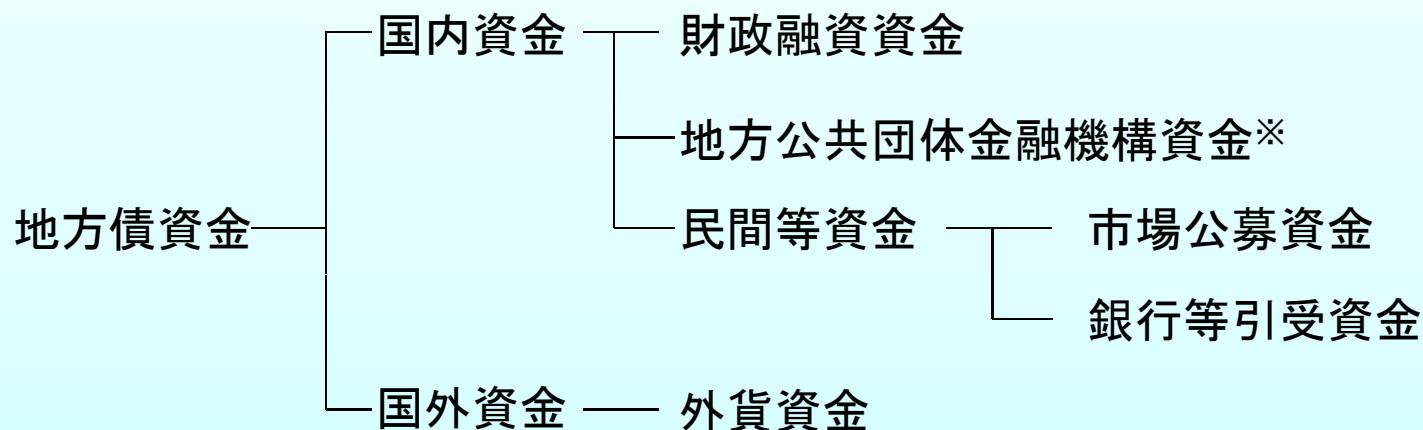 国内資金 財政融資資金
地方公共団体金融機構資金※
地方債資金 民間等資金 市場公募資金
銀行等引受資金
国外資金 外貨資金